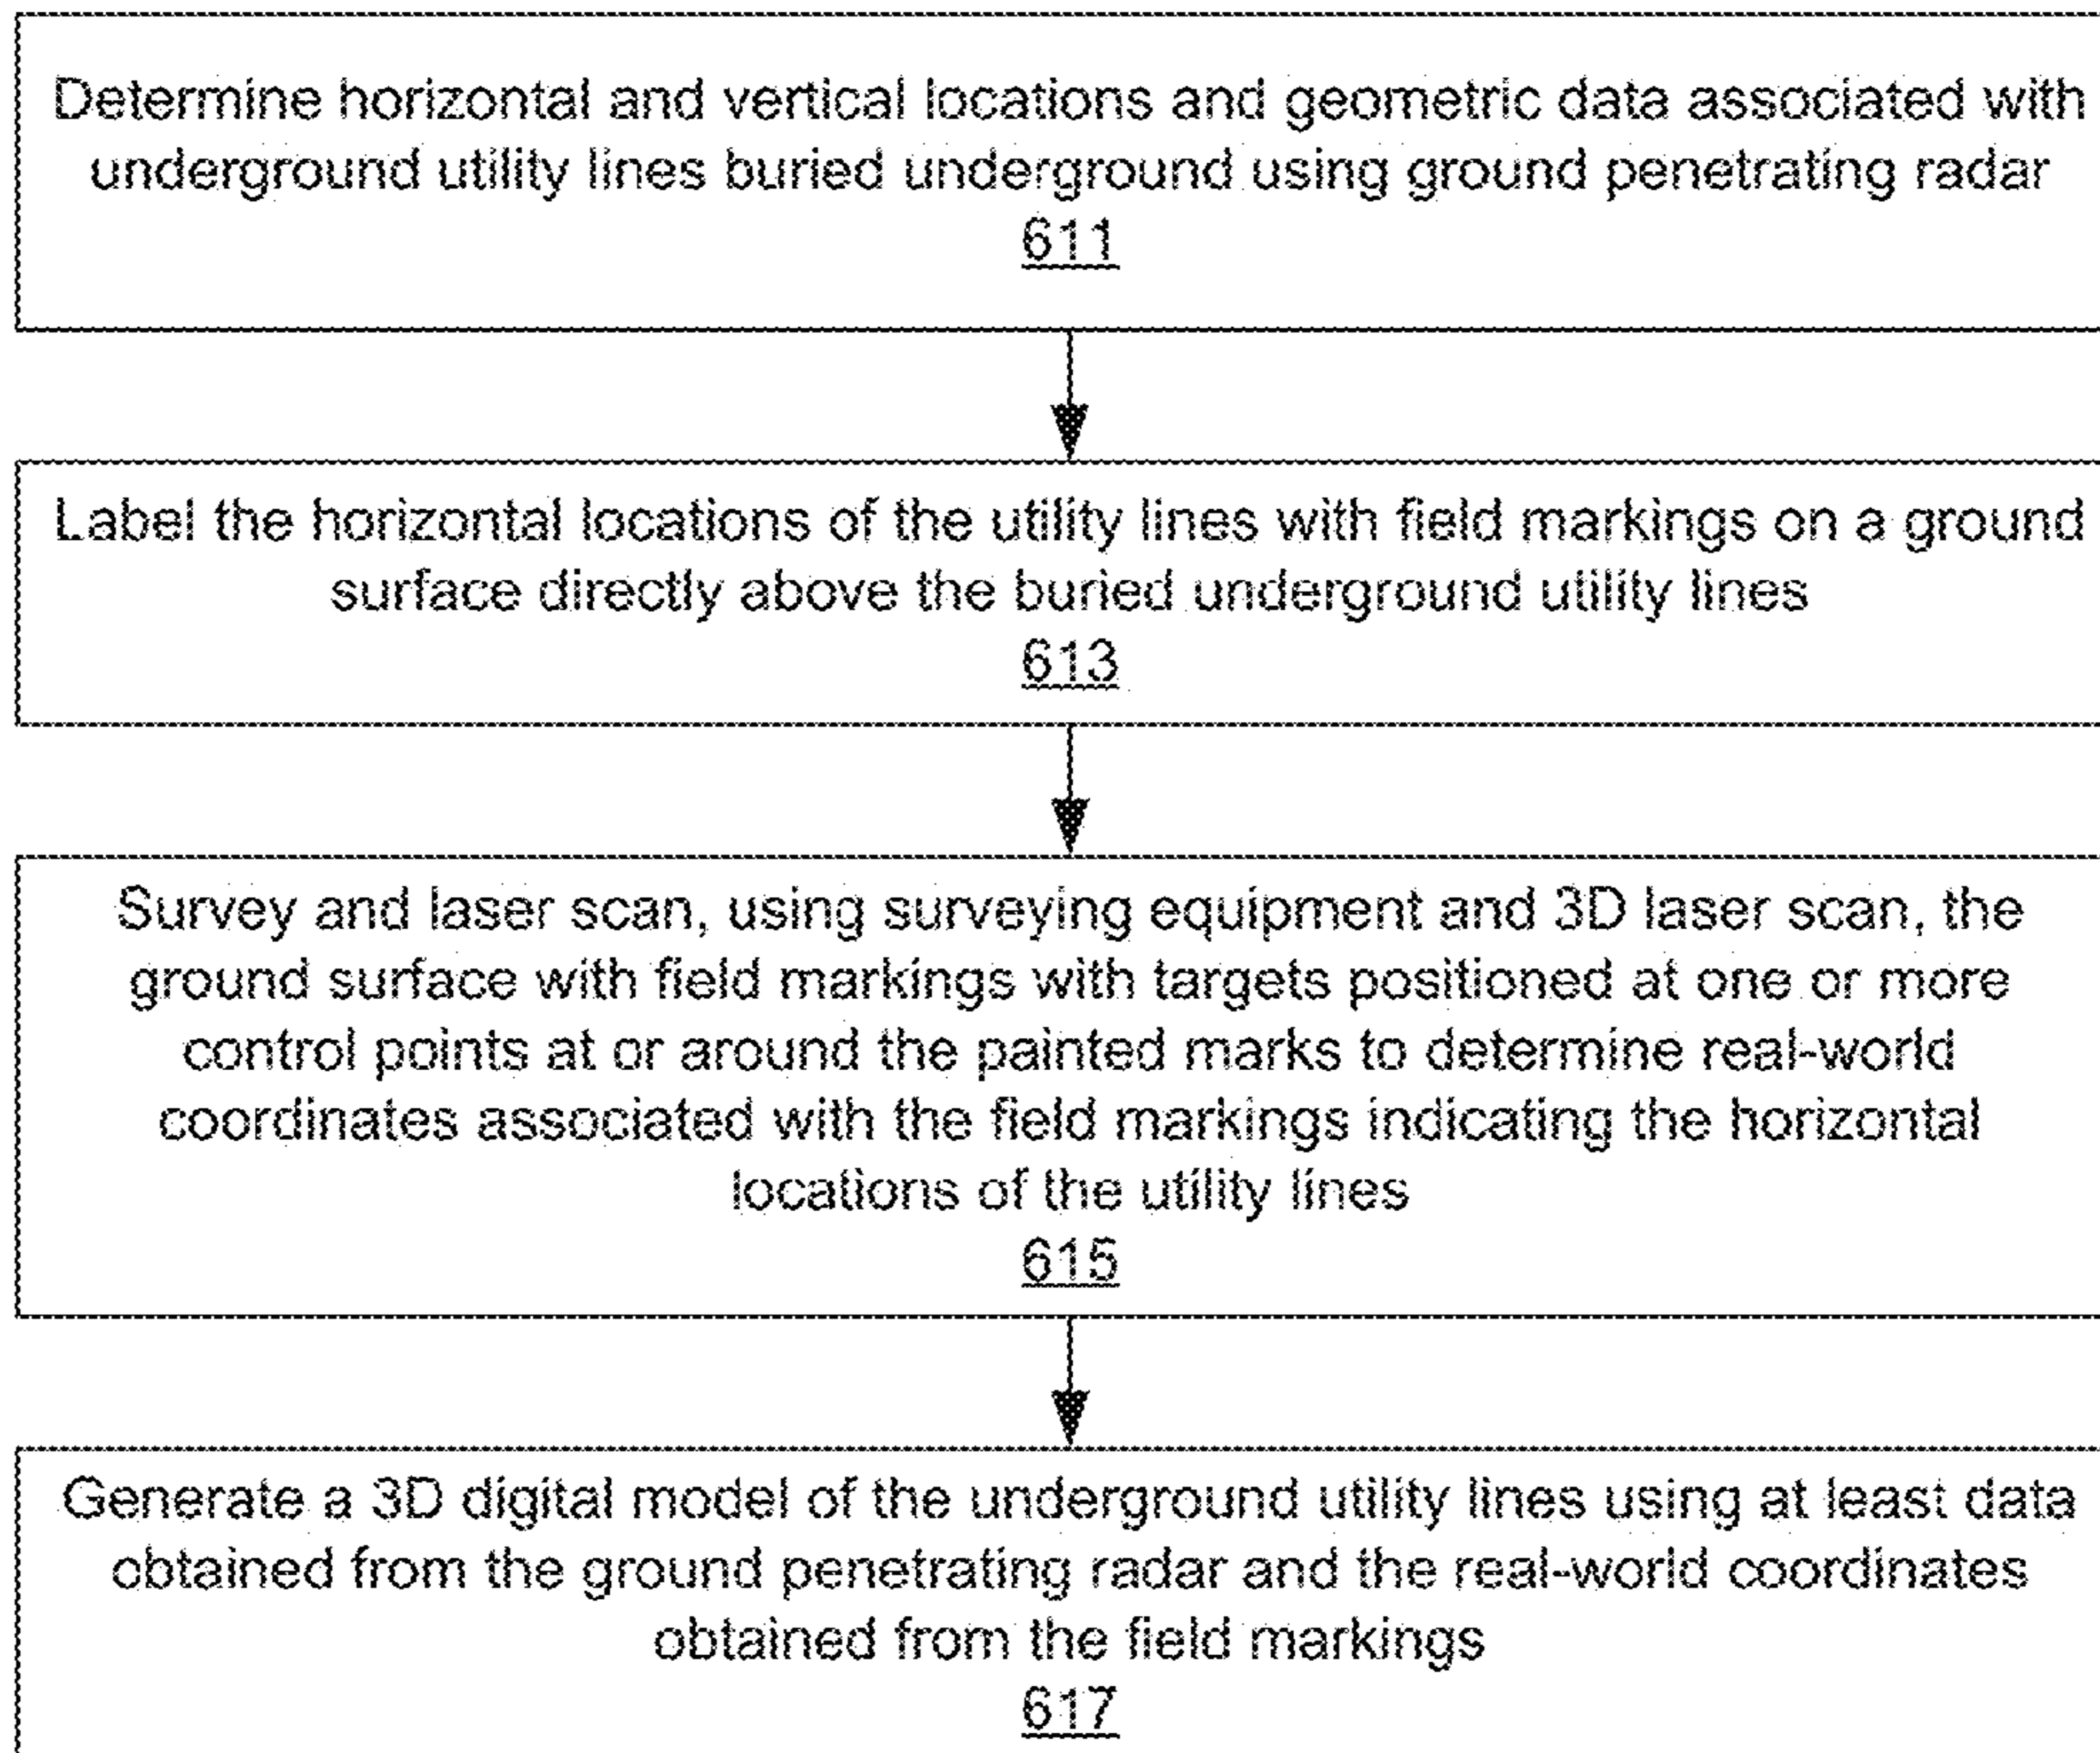 Determine horizontal and vertical locations and geometric data associated with
underground utility lines buried underground using ground penetrating radar
611
Label the horizontal locations of the utility lines with field markings on a ground
surface directly above the buried underground utility lines
613
Survey and laser scan, using surveying equipment and 3D laser scan, the
ground surface with field markings with targets positioned at one or more
control points at or around the painted marks to determine real-world
coordinates associated with the field markings indicating the horizontal
locations of the utility lines
615
Generate a 3D digital model of the underground utility lines using at least data
obtained from the ground penetrating radar and the real-world coordinates
obtained from the field markings
617